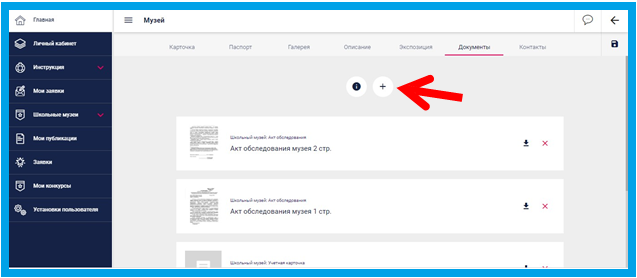 Главная
Музей
Личный кабинет
Инструкция
Мои заявки
Школьные музеи
Мои публикации
Заявки
Мои конкурсы
Установки пользователя
Карточка Паспорт Галерея Описание Экспозиция Документы Контакты
Школьный музей: Акт обследования
Акт обследования музея 2 стр.
Школьный музей: Акт обследования
Акт обследования музея 1 стр.
Школьный музей: Учетная карточка